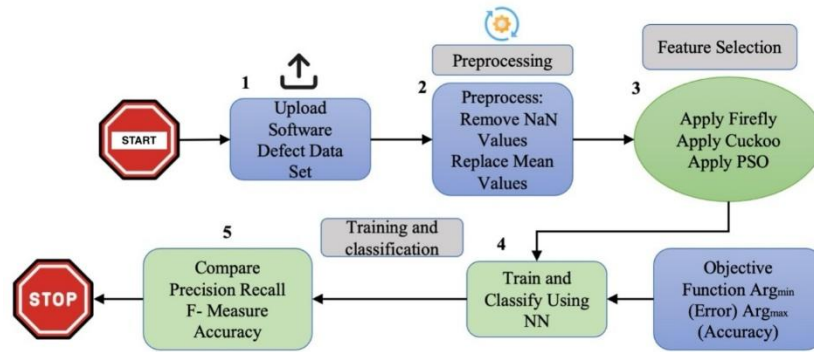 START
1
Upload
Software
Defect Data
Set
Preprocessing
2
Preprocess:
Remove NaN
Values
Replace Mean
Values
Feature Selection
3
Apply Firefly
Apply Cuckoo
Apply PSO
Training and
classification
4
Train and
Classify Using
NN
Objective
Function Argmin
(Error) Argmax
(Accuracy)
5
Compare
Precision Recall
F- Measure
Accuracy
STOP